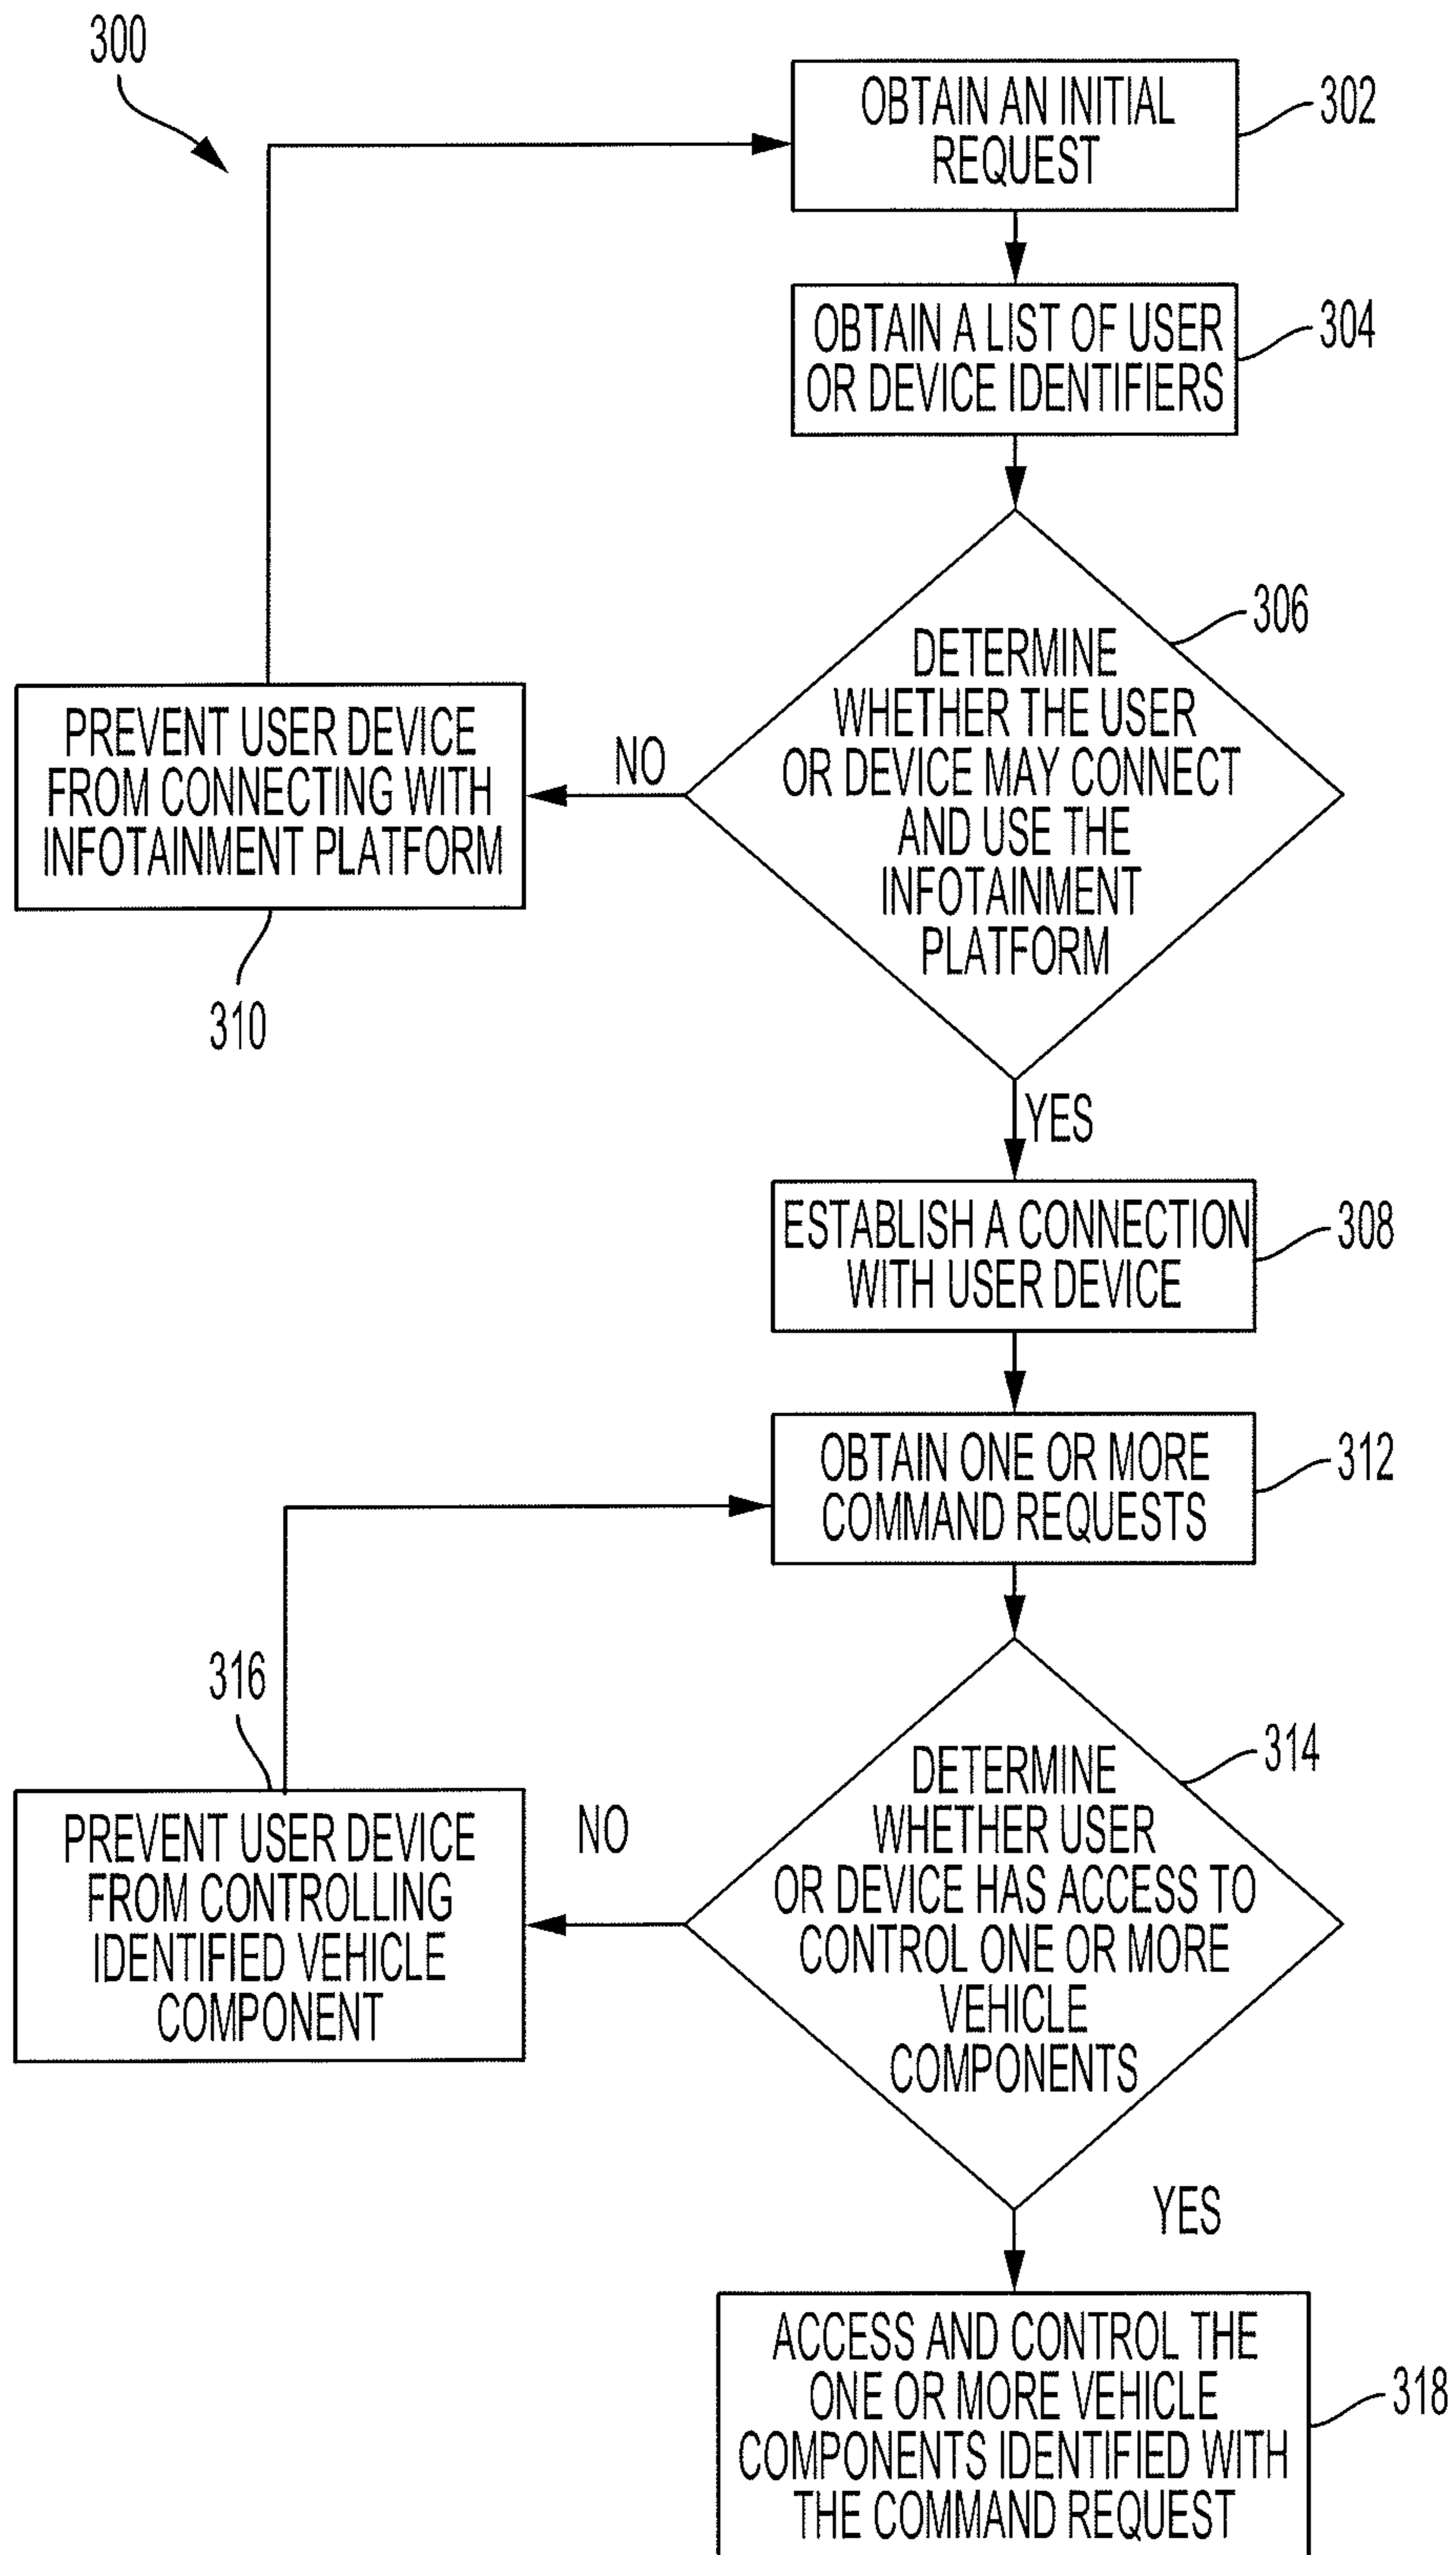 300
OBTAIN AN INITIAL
REQUEST
302
OBTAIN A LIST OF USER
OR DEVICE IDENTIFIERS
304
DETERMINE
WHETHER THE USER
OR DEVICE MAY CONNECT
AND USE THE
INFOTAINMENT
PLATFORM
306
NO
PREVENT USER DEVICE
FROM CONNECTING WITH
INFOTAINMENT PLATFORM
310
YES
ESTABLISH A CONNECTION
WITH USER DEVICE
308
OBTAIN ONE OR MORE
COMMAND REQUESTS
312
DETERMINE
WHETHER USER
OR DEVICE HAS ACCESS TO
CONTROL ONE OR MORE
VEHICLE
COMPONENTS
314
NO
316
PREVENT USER DEVICE
FROM CONTROLLING
IDENTIFIED VEHICLE
COMPONENT
YES
ACCESS AND CONTROL THE
ONE OR MORE VEHICLE
COMPONENTS IDENTIFIED WITH
THE COMMAND REQUEST
318